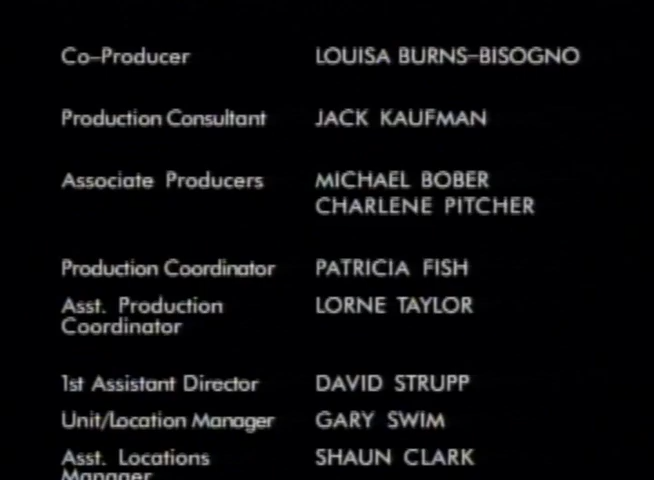 Co-Producer LOUISA BURNS-BISOGNO
Production Consultant JACK KAUFMAN
Associate Producers MICHAEL BOBER
CHARLENE PITCHER
Production Coordinator PATRICIA FISH
Asst. Production LORNE TAYLOR
Coordinator
1st Assistant Director DAVID STRUPP
Unit/Location Manager GARY SWIM
Asst. Locations SHAUN CLARK
Manager